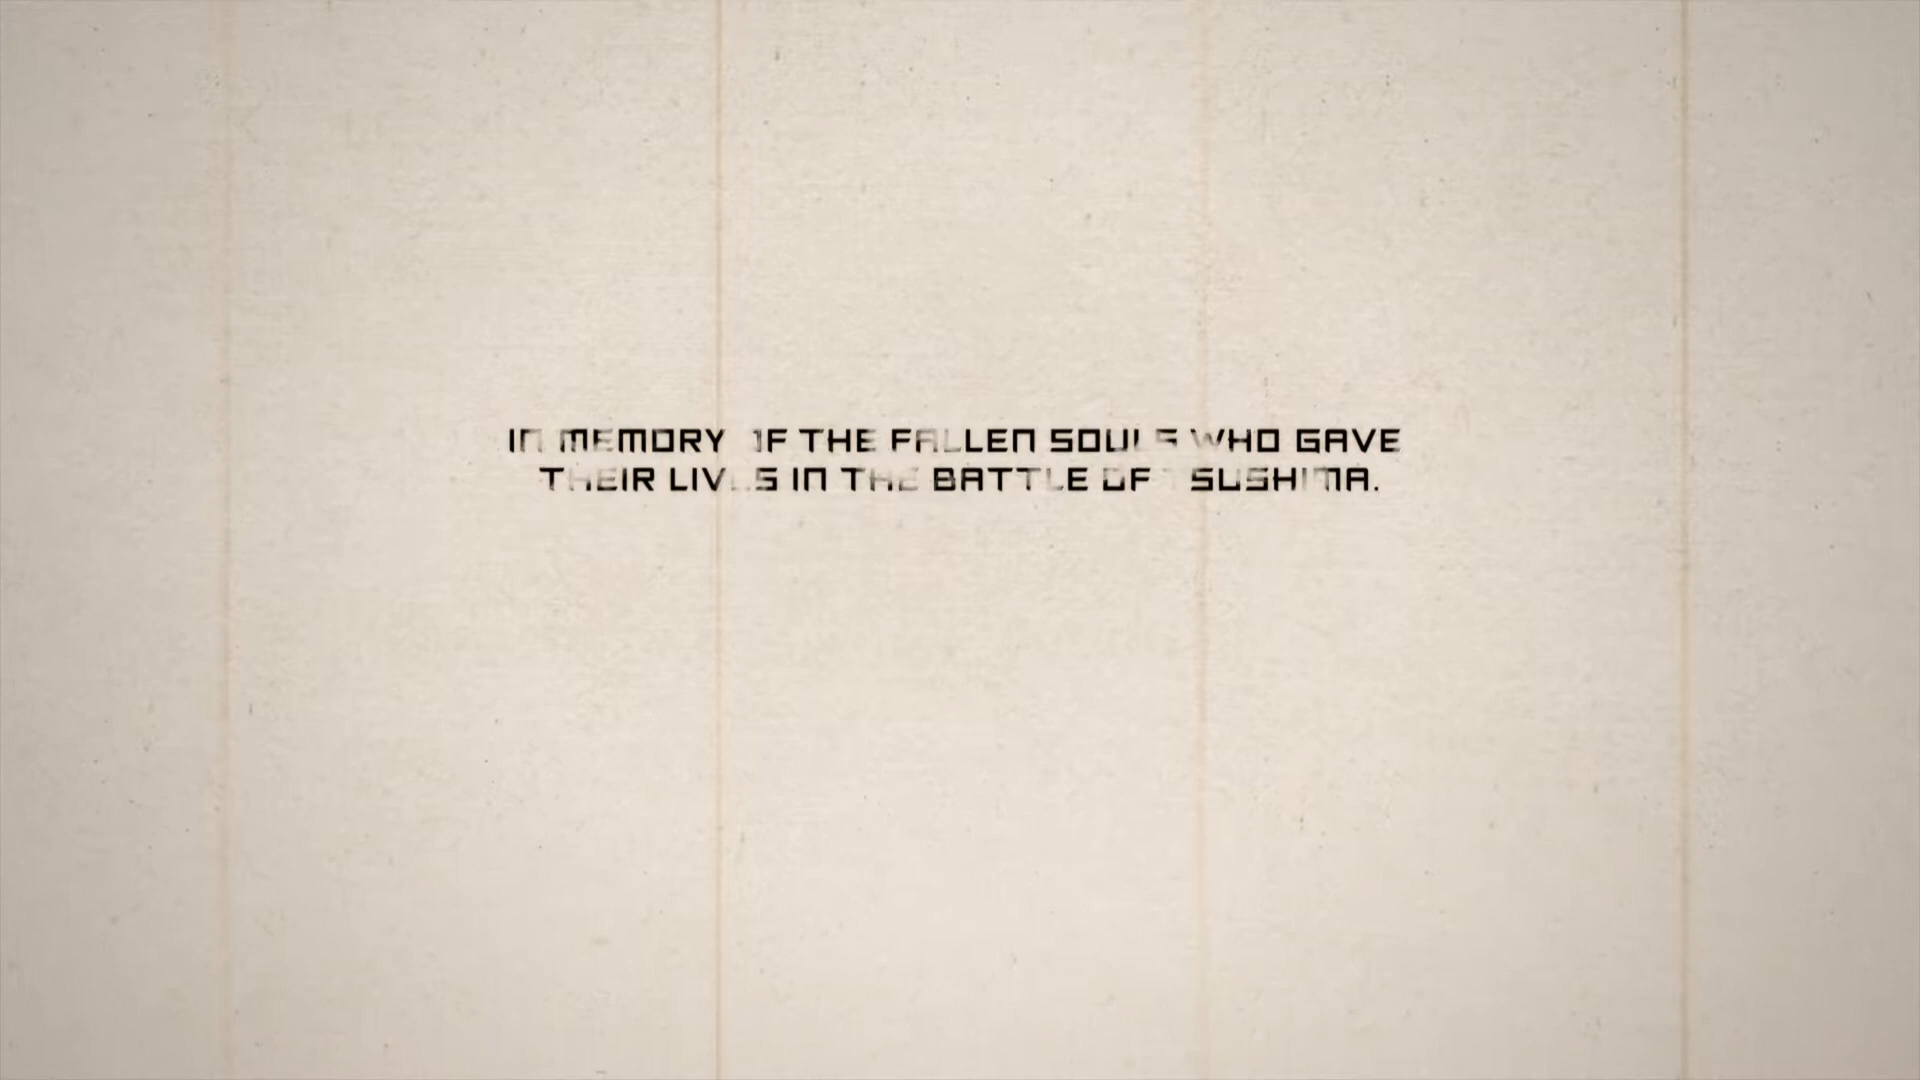 IN MEMORY OF THE FALLEN SOULS WHO GAVE
THEIR LIVES IN THE BATTLE OF TSUSHIMA.